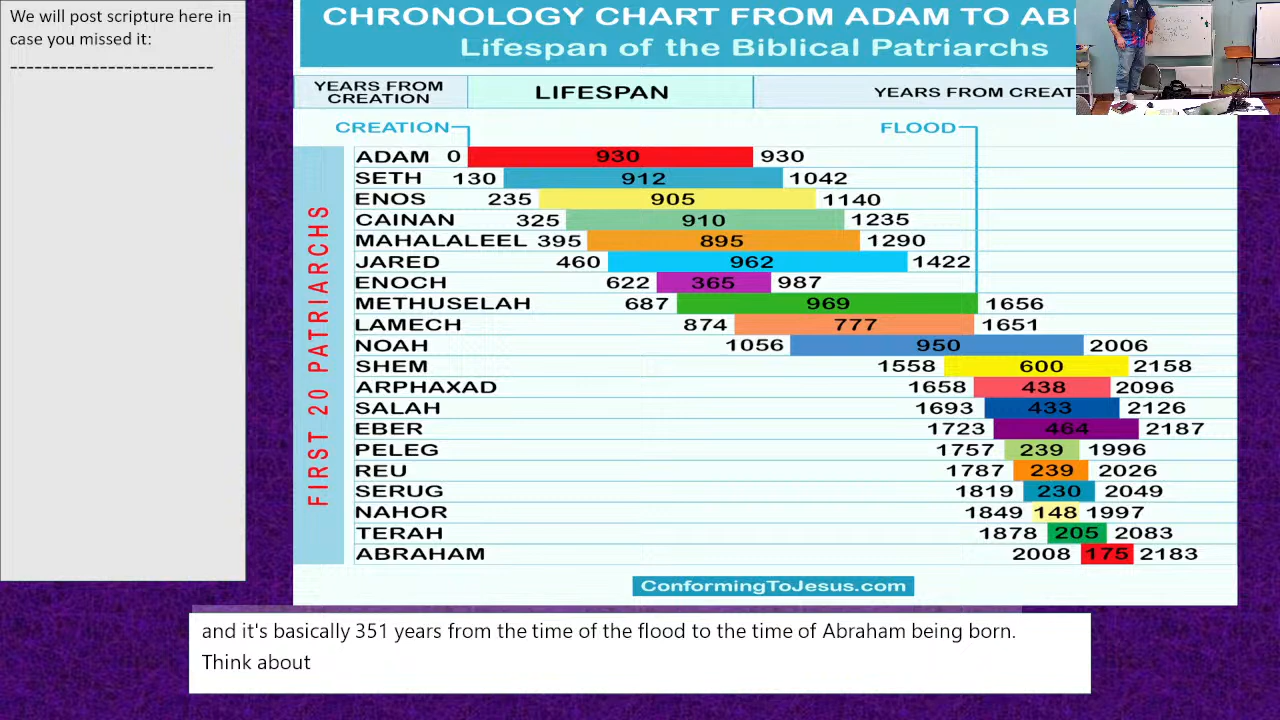 We will post scripture here in
case you missed it:
-------------------------
CHRONOLOGY CHART FROM ADAM TO AB
Lifespan of the Biblical Patriarchs
YEARS FROM
CREATION
LIFESPAN
YEARS FROM CREAT
CREATION
FLOOD
FIRST 20 PATRIARCHS
ADAM 0 930 930
SETH 130 912 1042
ENOS 235 905 1140
CAINAN 325 910 1235
MAHALALEEL 395 895 1290
JARED 460 962 1422
ENOCH 622 365 987
METHUSELAH 687 969 1656
LAMECH 874 777 1651
NOAH 1056 950 2006
SHEM 1558 600 2158
ARPHAXAD 1658 438 2096
SALAH 1693 433 2126
EBER 1723 464 2187
PELEG 1757 239 1996
REU 1787 239 2026
SERUG 1819 230 2049
NAHOR 1849 148 1997
TERAH 1878 205 2083
ABRAHAM 2008 175 2183
ConformingToJesus.com
and it's basically 351 years from the time of the flood to the time of Abraham being born.
Think about